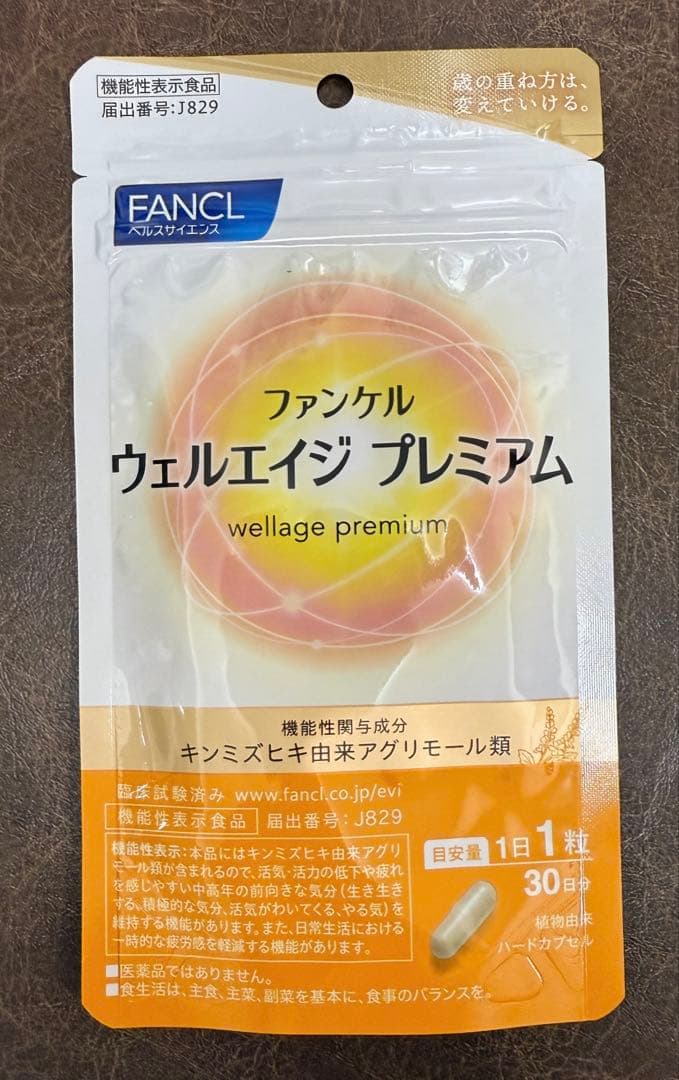 機能性表示食品
届出番号:J829
歳の重ね方は、
変えていける。
FANCL
ヘルスサイエンス
ファンケル
ウェルエイジ プレミアム
wellage premium
機能性関与成分
キンミズヒキ由来アグリモール類
臨床試験済み www.fancl.co.jp/evi
機能性表示食品 届出番号:J829
機能性表示:本品にはキンミズヒキ由来アグリ
モール類が含まれるので、活気・活力の低下や疲れ
を感じやすい中高年の前向きな気分(生き生き
する、積極的な気分、活気がわいてくる、やる気)を
維持する機能があります。また、日常生活における
一時的な疲労感を軽減する機能があります。
目安量 1日1粒
30日分
植物由来
ハードカプセル
■医薬品ではありません。
■食生活は、主食、主菜、副菜を基本に、食事のバランスを。